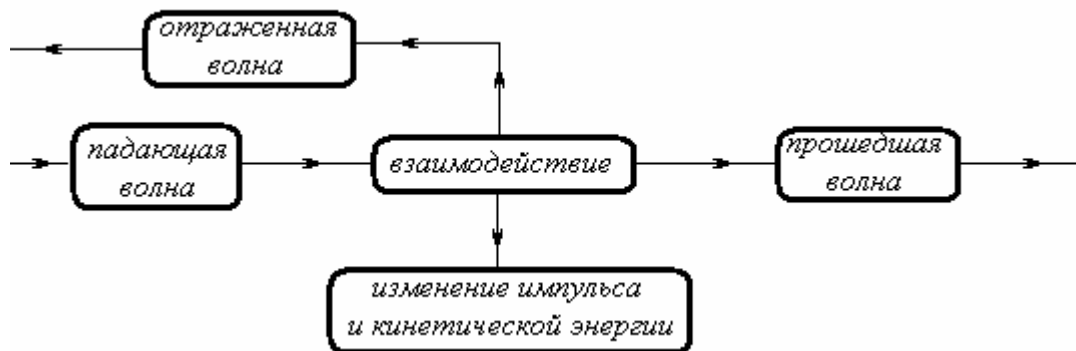 отраженная
волна
падающая
волна
взаимодействие
прошедшая
волна
изменение импульса
и кинетической энергии